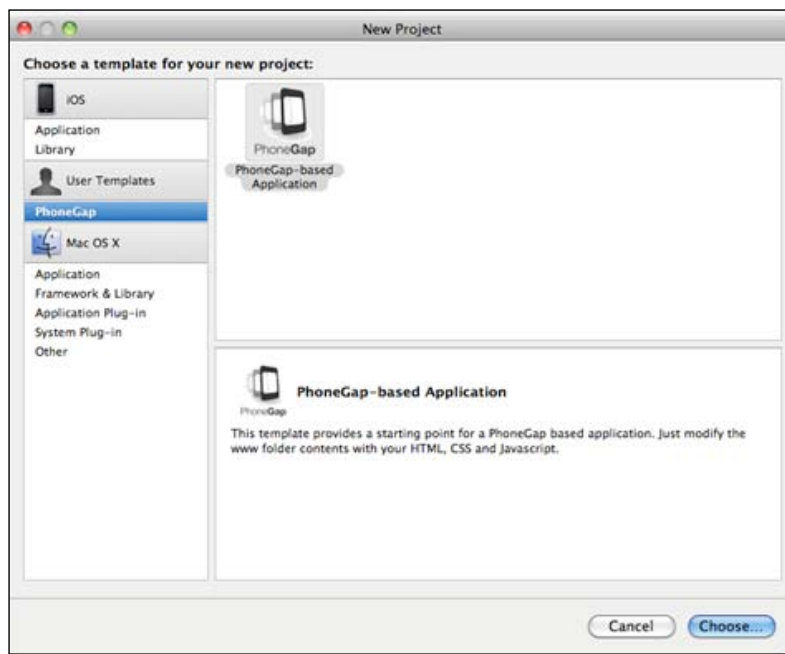 New Project
Choose a template for your new project:
iOS
Application
Library
User Templates
PhoneGap
Mac OS X
Application
Framework & Library
Application Plug-in
System Plug-in
Other
PhoneGap
PhoneGap-based
Application
PhoneGap
PhoneGap-based Application
This template provides a starting point for a PhoneGap based application. Just modify the
www folder contents with your HTML, CSS and Javascript.
Cancel
Choose...